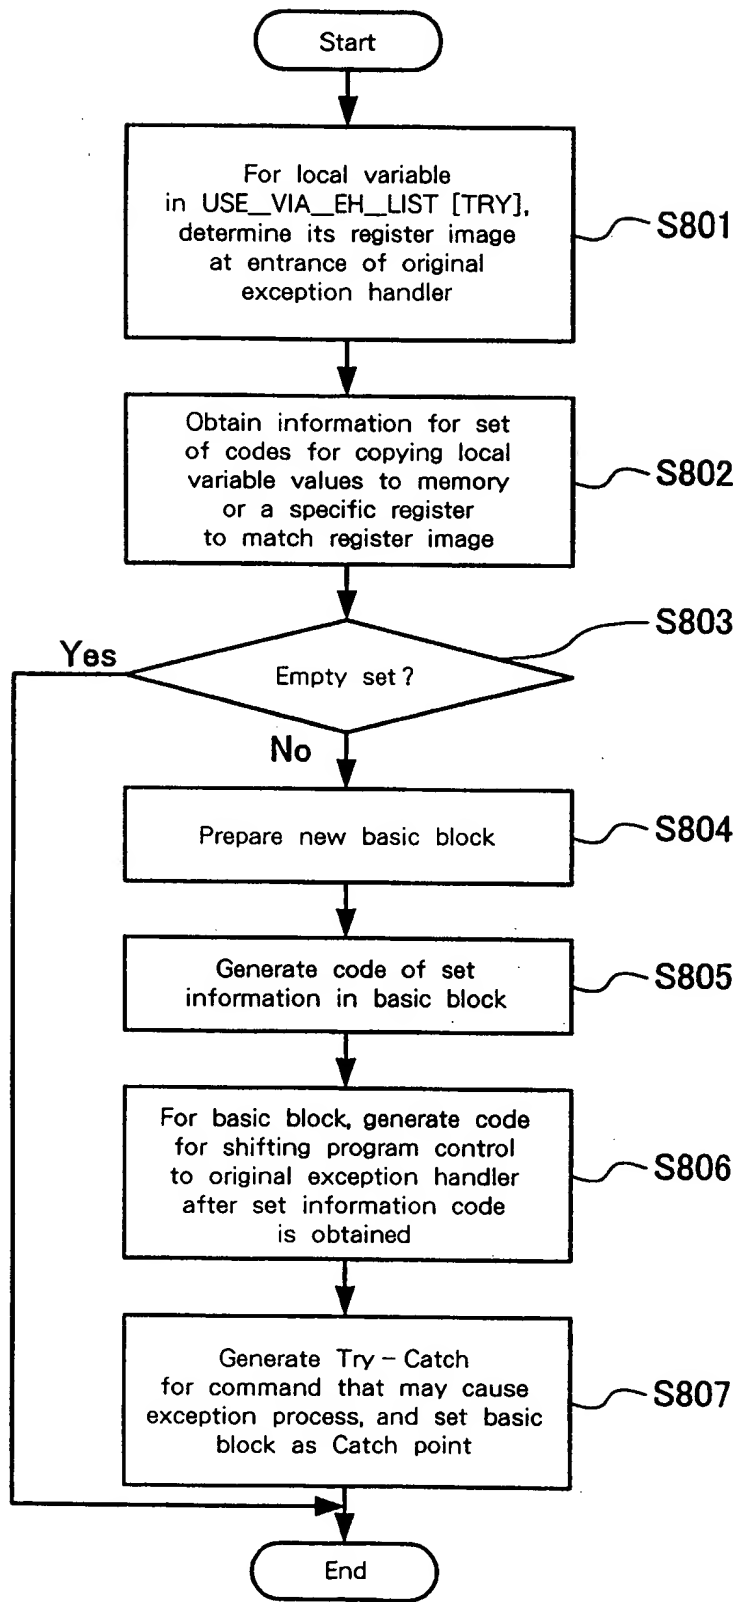 Start
For local variable
in USE_VIA_EH_LIST [TRY],
determine its register image
at entrance of original
exception handler
S801
Obtain information for set
of codes for copying local
variable values to memory
or a specific register
to match register image
S802
S803
Yes
Empty set?
No
Prepare new basic block
S804
Generate code of set
information in basic block
S805
For basic block, generate code
for shifting program control
to original exception handler
after set information code
is obtained
S806
Generate Try-Catch
for command that may cause
exception process, and set basic
block as Catch point
S807
End